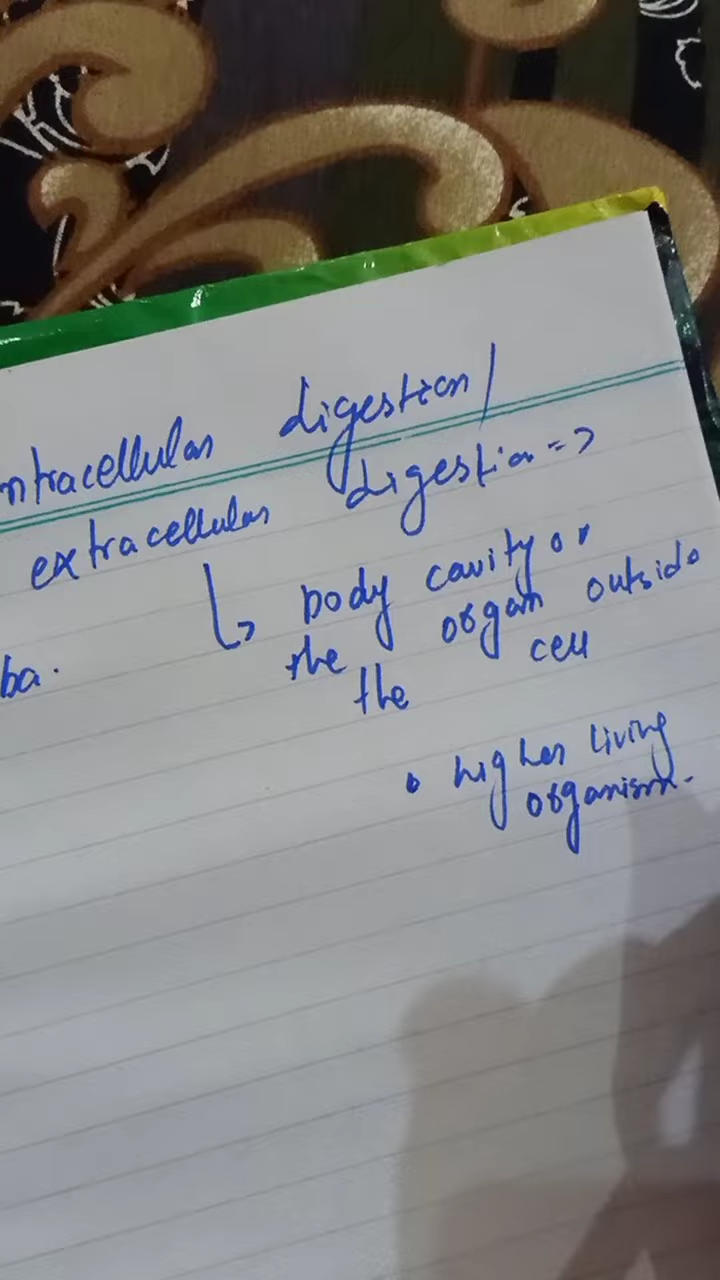 ntracellular digestion/
extracellular digestion =>
↳ body cavity or
the organ outside
the cell
ba.
• higher living
organism.